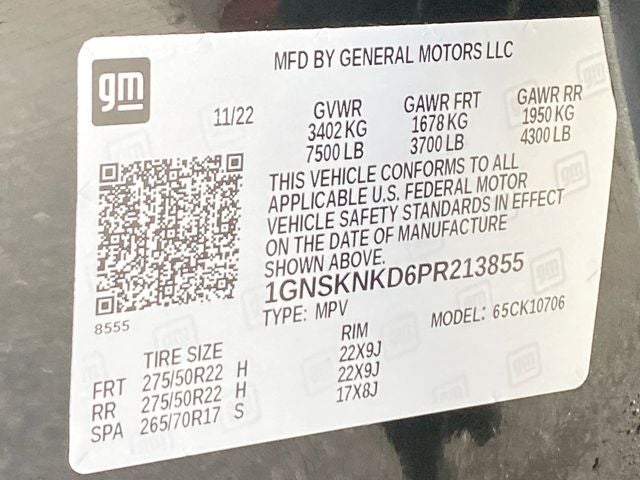 gm
MFD BY GENERAL MOTORS LLC
11/22
GVWR GAWR FRT GAWR RR
3402 KG 1678 KG 1950 KG
7500 LB 3700 LB 4300 LB
THIS VEHICLE CONFORMS TO ALL
APPLICABLE U.S. FEDERAL MOTOR
VEHICLE SAFETY STANDARDS IN EFFECT
ON THE DATE OF MANUFACTURE
SHOWN ABOVE.
1GNSKNKD6PR213855
TYPE: MPV MODEL: 65CK10706
8555
TIRE SIZE RIM
FRT 275/50R22 H 22X9J
RR 275/50R22 H 22X9J
SPA 265/70R17 S 17X8J